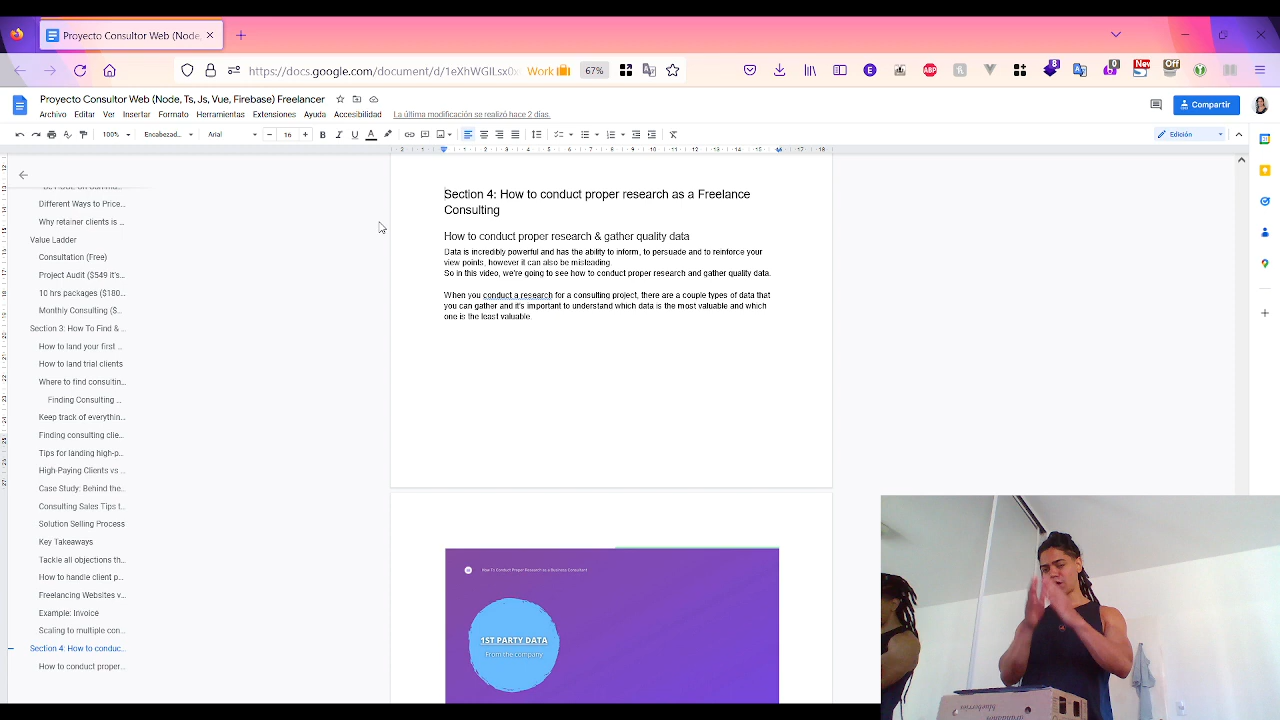 Proyecto Consultor Web (Node,
https://docs.google.com/document/d/1eXhWGILsx0x
Work
67%
New
Off
Proyecto Consultor Web (Node, Ts, Js, Vue, Firebase) Freelancer
Archivo Editar Ver Insertar Formato Herramientas Extensiones Ayuda Accesibilidad La última modificación se realizó hace 2 días.
Compartir
100% Encabezad... Arial 16
Edición
Different Ways to Price...
Why retainer clients is ...
Value Ladder
Consultation (Free)
Project Audit ($549 it's...
10 hrs packages ($180...
Monthly Consulting ($...
Section 3: How To Find & ...
How to land your first ...
How to land trial clients
Where to find consultin...
Finding Consulting ...
Keep track of everythin...
Finding consulting clie...
Tips for landing high-p...
High-Paying Clients vs ...
Case Study: Behind the...
Consulting Sales Tips t...
Solution Selling Process
Key Takeaways
Tackle all objections th...
How to handle client p...
Freelancing Websites v...
Example: Invoice
Scaling to multiple con...
Section 4: How to conduc...
How to conduct proper...
Section 4: How to conduct proper research as a Freelance
Consulting
How to conduct proper research & gather quality data
Data is incredibly powerful and has the ability to inform, to persuade and to reinforce your
view points, however it can also be misleading.
So in this video, we're going to see how to conduct proper research and gather quality data.
When you conduct a research for a consulting project, there are a couple types of data that
you can gather and it's important to understand which data is the most valuable and which
one is the least valuable.
How To Conduct Proper Research as a Business Consultant
1ST PARTY DATA
From the company